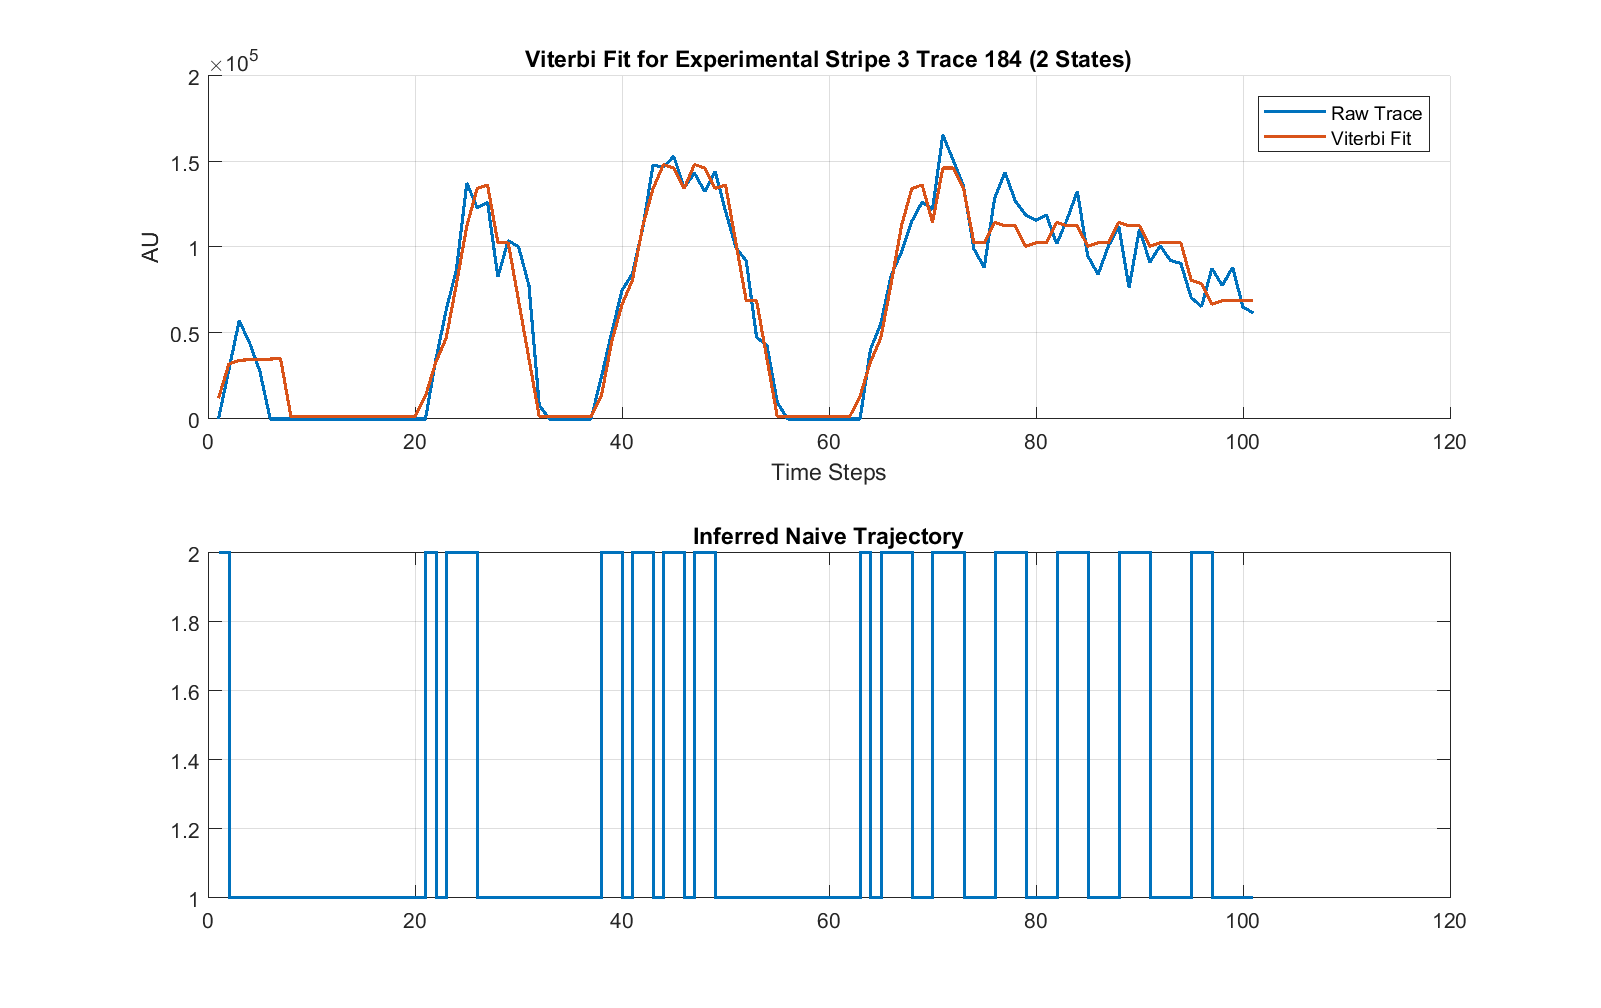 Viterbi Fit for Experimental Stripe 3 Trace 184 (2 States)
×10^5
2
1.5
1
0.5
0
AU
Raw Trace
Viterbi Fit
0 20 40 60 80 100 120
Time Steps
Inferred Naive Trajectory
2
1.8
1.6
1.4
1.2
1
0 20 40 60 80 100 120